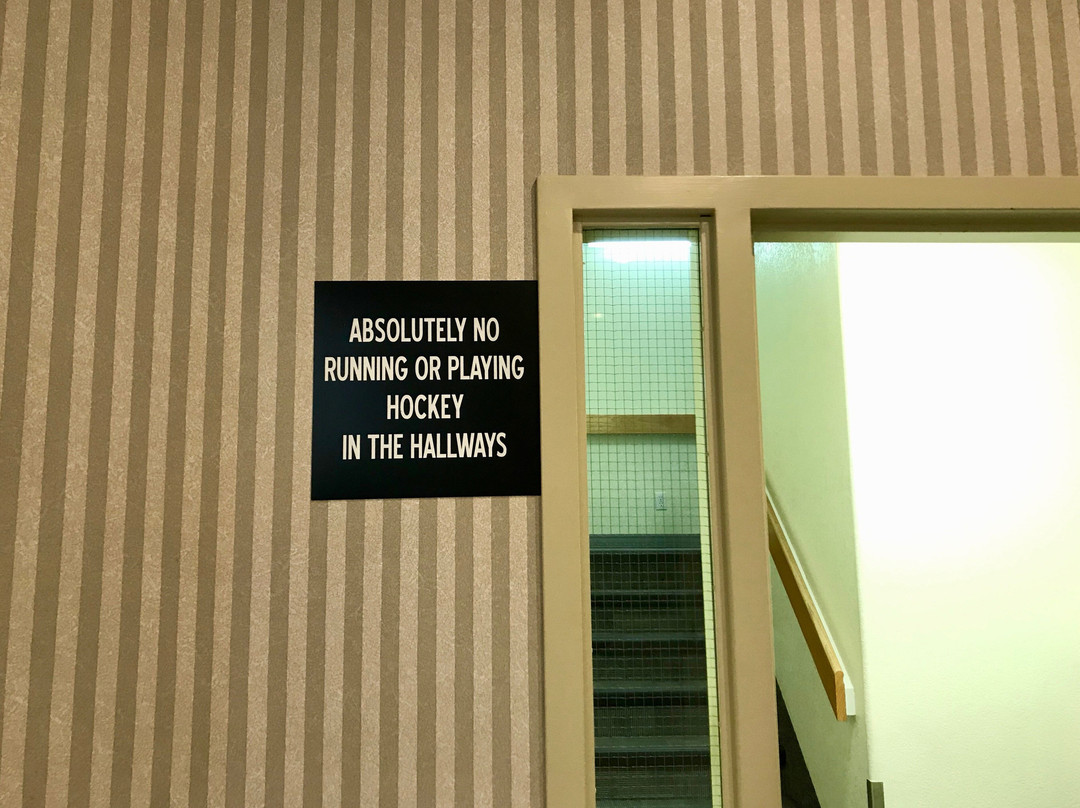 ABSOLUTELY NO
RUNNING OR PLAYING
HOCKEY
IN THE HALLWAYS